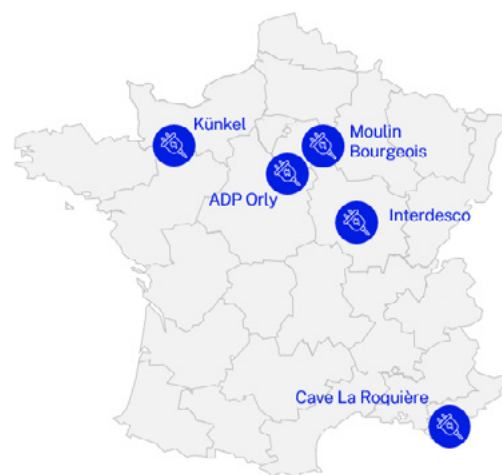 Künkel
Moulin
Bourgeois
ADP Orly
Interdesco
Cave La Roquière